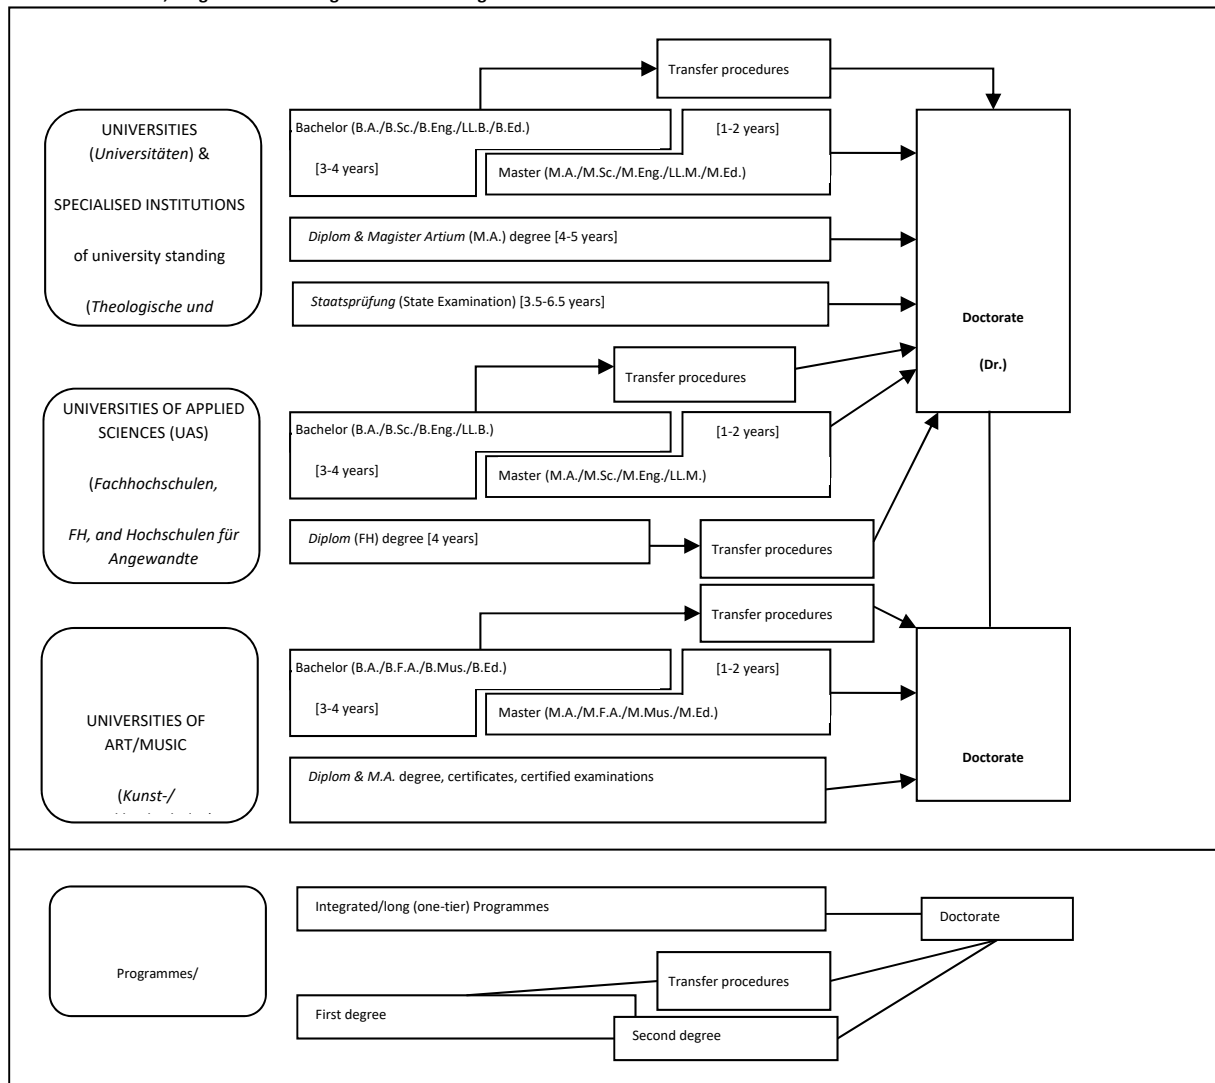 Transfer procedures
UNIVERSITIES
(Universitäten) &
SPECIALISED INSTITUTIONS
of university standing
(Theologische und
Bachelor (B.A./B.Sc./B.Eng./LL.B./B.Ed.)
[3-4 years]
[1-2 years]
Master (M.A./M.Sc./M.Eng./LL.M./M.Ed.)
Diplom & Magister Artium (M.A.) degree [4-5 years]
Staatsprüfung (State Examination) [3.5-6.5 years]
Doctorate
(Dr.)
Transfer procedures
UNIVERSITIES OF APPLIED
SCIENCES (UAS)
(Fachhochschulen,
FH, and Hochschulen für
Angewandte
Bachelor (B.A./B.Sc./B.Eng./LL.B.)
[3-4 years]
[1-2 years]
Master (M.A./M.Sc./M.Eng./LL.M.)
Diplom (FH) degree [4 years]
Transfer procedures
Transfer procedures
UNIVERSITIES OF
ART/MUSIC
(Kunst-/
Bachelor (B.A./B.F.A./B.Mus./B.Ed.)
[3-4 years]
[1-2 years]
Master (M.A./M.F.A./M.Mus./M.Ed.)
Diplom & M.A. degree, certificates, certified examinations
Doctorate
Programmes/
Integrated/long (one-tier) Programmes
Doctorate
Transfer procedures
First degree
Second degree